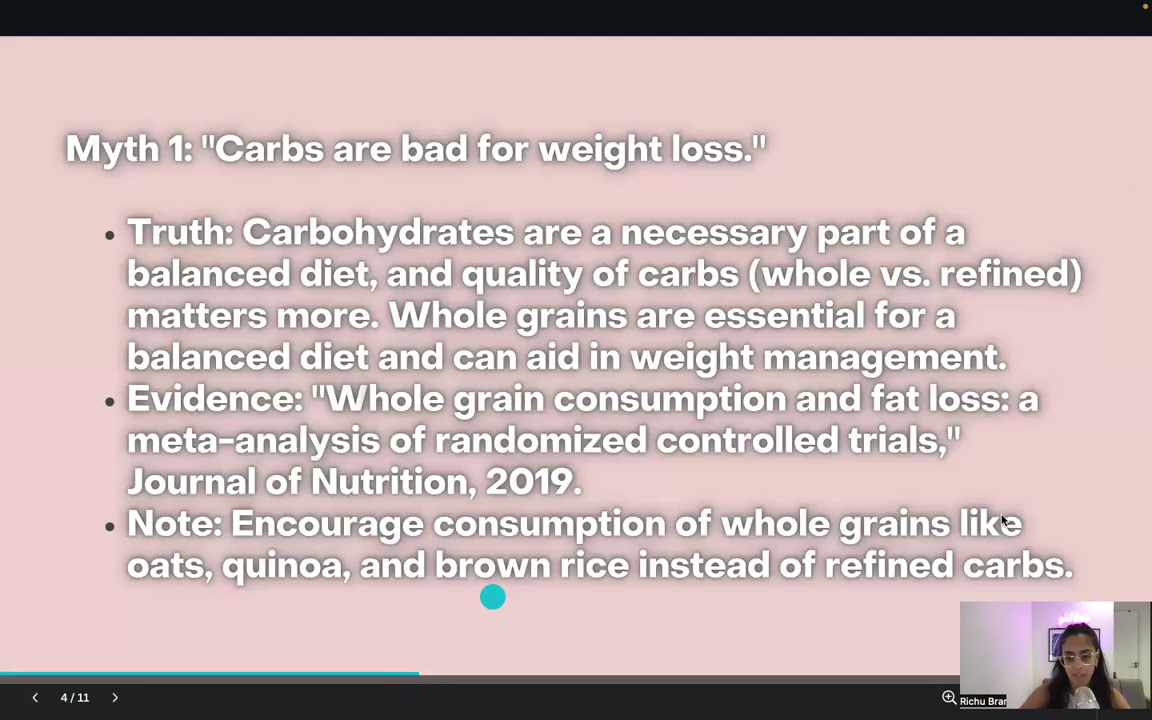 Myth 1: "Carbs are bad for weight loss."
Truth: Carbohydrates are a necessary part of a
balanced diet, and quality of carbs (whole vs. refined)
matters more. Whole grains are essential for a
balanced diet and can aid in weight management.
Evidence: "Whole grain consumption and fat loss: a
meta-analysis of randomized controlled trials,"
Journal of Nutrition, 2019.
Note: Encourage consumption of whole grains like
oats, quinoa, and brown rice instead of refined carbs.
4 / 11
Richu Bran